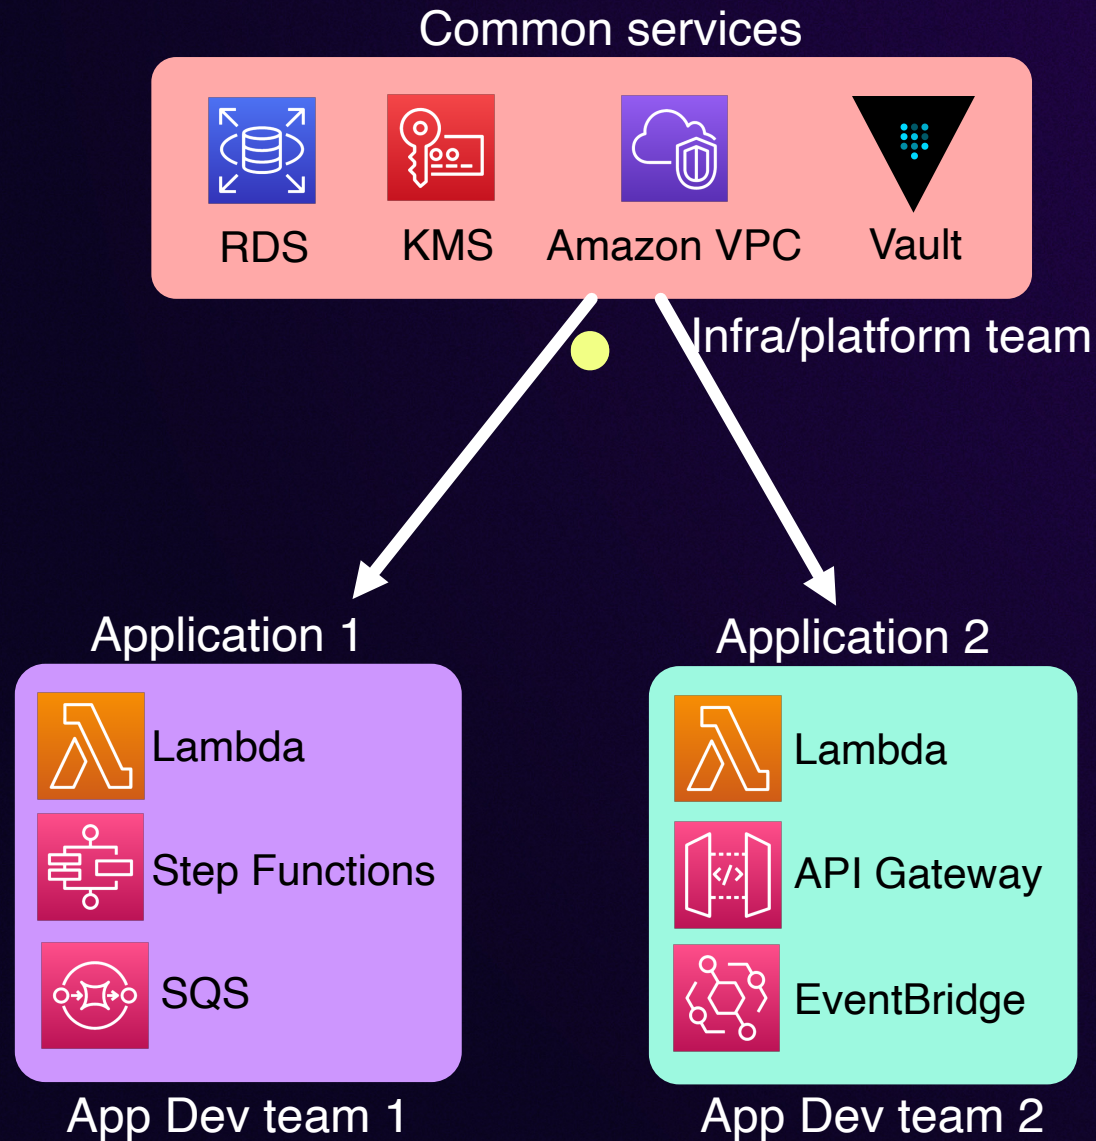 Common services
RDS
KMS
Amazon VPC
Vault
Infra/platform team
Application 1
Lambda
Step Functions
SQS
App Dev team 1
Application 2
Lambda
</>
API Gateway
EventBridge
App Dev team 2